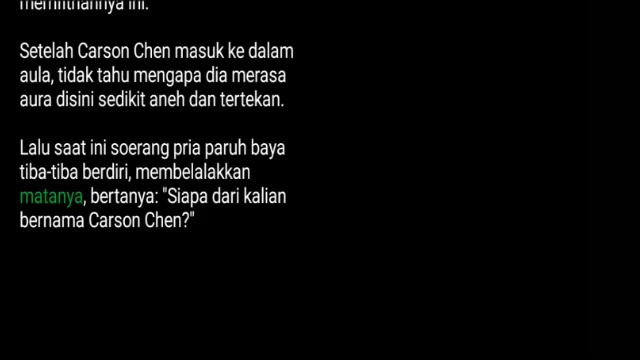 Setelah Carson Chen masuk ke dalam
aula, tidak tahu mengapa dia merasa
aura disini sedikit aneh dan tertekan.
Lalu saat ini soerang pria paruh baya
tiba-tiba berdiri, membelalakkan
matanya, bertanya: "Siapa dari kalian
bernama Carson Chen?"